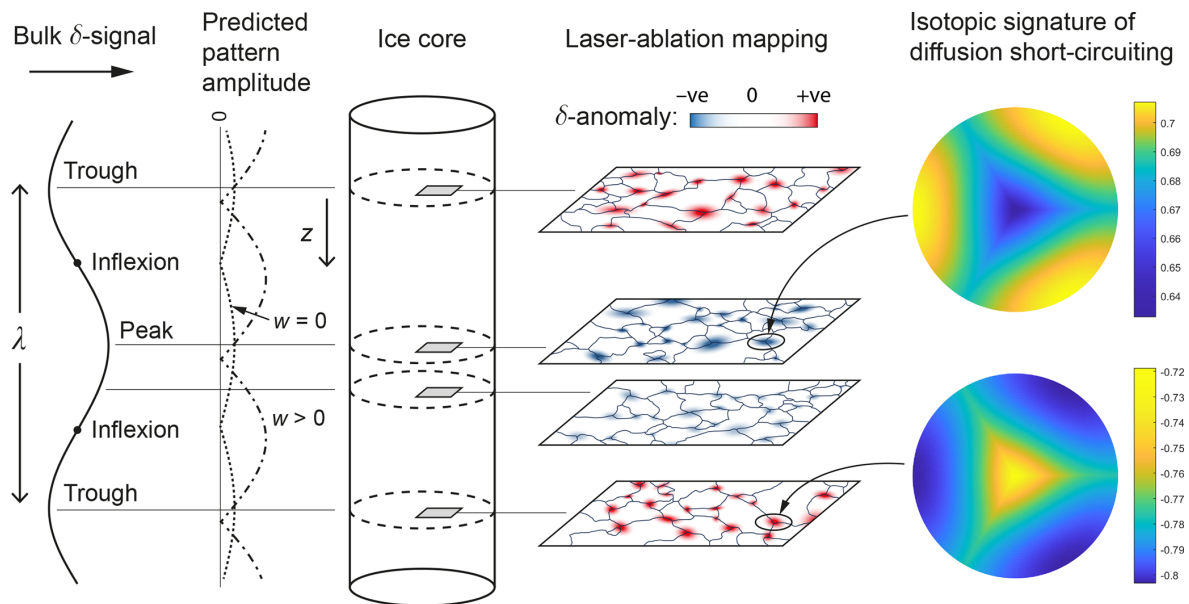 Bulk δ-signal
Predicted
pattern
amplitude
Ice core
Laser-ablation mapping
Isotopic signature of
diffusion short-circuiting
−ve 0 +ve
δ-anomaly:
0
Trough
z
Inflexion
w = 0
Peak
λ
w > 0
Inflexion
Trough
0.7
0.69
0.68
0.67
0.66
0.65
0.64
-0.72
-0.73
-0.74
-0.75
-0.76
-0.77
-0.78
-0.79
-0.8